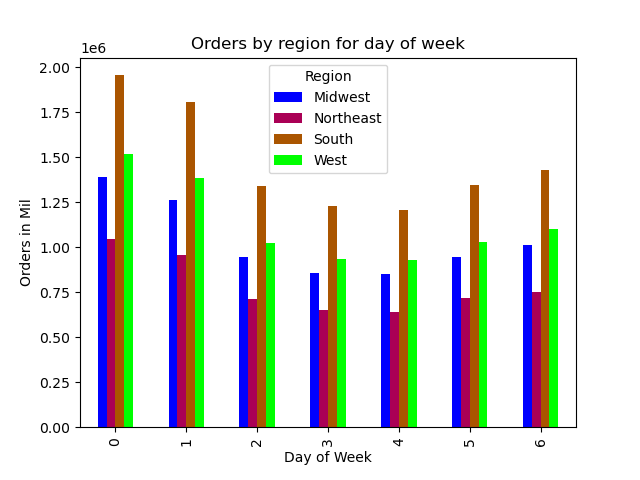 Orders by region for day of week
1e6
2.00
1.75
1.50
1.25
1.00
0.75
0.50
0.25
0.00
Orders in Mil
Region
Midwest
Northeast
South
West
0 1 2 3 4 5 6
Day of Week